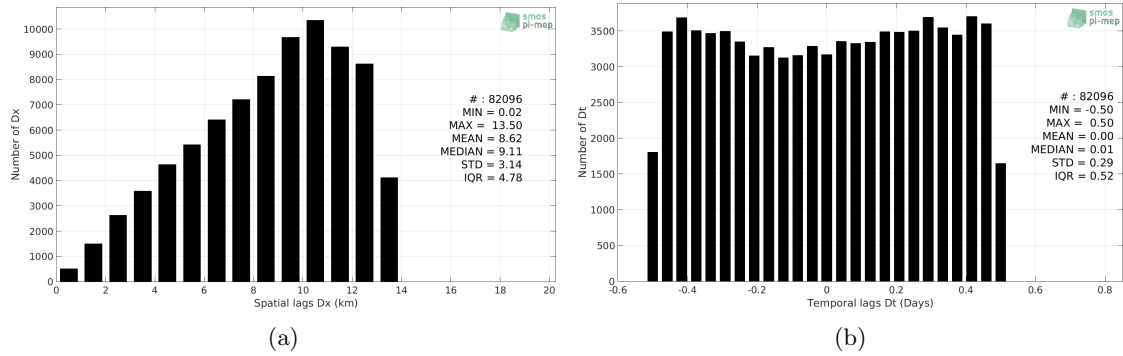 smos
pi-mep
10000
9000
8000
7000
6000
5000
4000
3000
2000
1000
0
Number of Dx
# : 82096
MIN = 0.02
MAX = 13.50
MEAN = 8.62
MEDIAN = 9.11
STD = 3.14
IQR = 4.78
0 2 4 6 8 10 12 14 16 18 20
Spatial lags Dx (km)
(a)
smos
pi-mep
3500
3000
2500
2000
1500
1000
500
0
Number of Dt
# : 82096
MIN = -0.50
MAX = 0.50
MEAN = 0.00
MEDIAN = 0.01
STD = 0.29
IQR = 0.52
-0.6 -0.4 -0.2 0 0.2 0.4 0.6 0.8
Temporal lags Dt (Days)
(b)